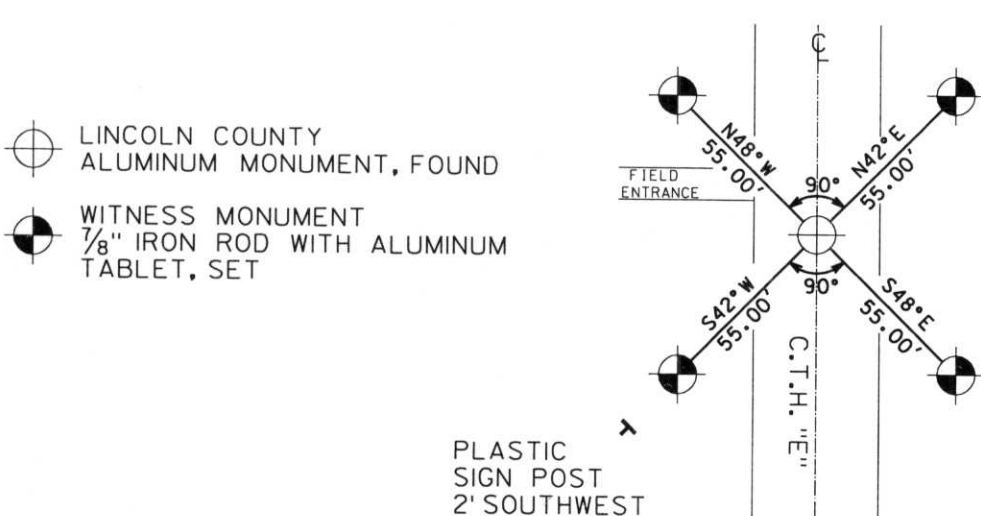 LINCOLN COUNTY
ALUMINUM MONUMENT, FOUND
WITNESS MONUMENT
7/8" IRON ROD WITH ALUMINUM
TABLET, SET
℄
N48°W
55.00'
N42°E
55.00'
FIELD
ENTRANCE
90°
90°
S42°W
55.00'
S48°E
55.00'
C.T.H. "E"
PLASTIC
SIGN POST
2' SOUTHWEST